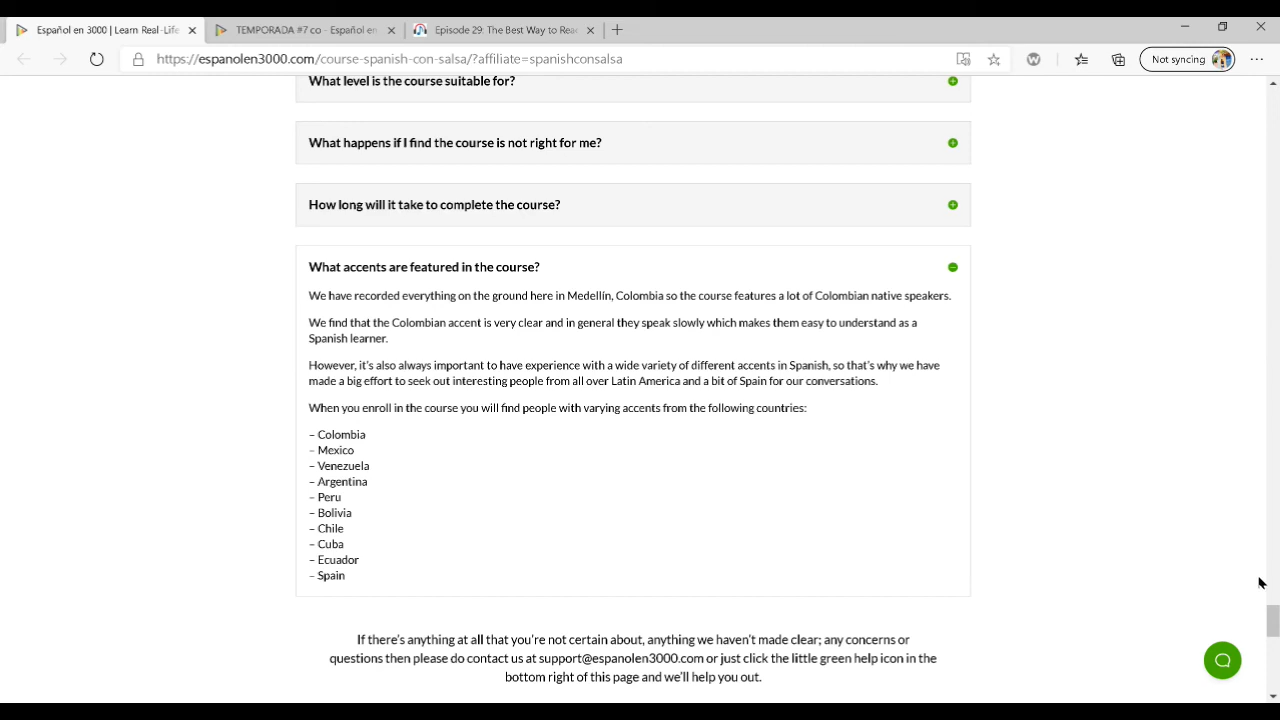 Español en 3000 | Learn Real-Life
TEMPORADA #7 co - Español en
Episode 29: The Best Way to Reac
https://espanolen3000.com/course-spanish-con-salsa/?affiliate=spanishconsalsa
Not syncing
What level is the course suitable for?
What happens if I find the course is not right for me?
How long will it take to complete the course?
What accents are featured in the course?
We have recorded everything on the ground here in Medellín, Colombia so the course features a lot of Colombian native speakers.
We find that the Colombian accent is very clear and in general they speak slowly which makes them easy to understand as a
Spanish learner.
However, it's also always important to have experience with a wide variety of different accents in Spanish, so that's why we have
made a big effort to seek out interesting people from all over Latin America and a bit of Spain for our conversations.
When you enroll in the course you will find people with varying accents from the following countries:
– Colombia
– Mexico
– Venezuela
– Argentina
– Peru
– Bolivia
– Chile
– Cuba
– Ecuador
– Spain
If there's anything at all that you're not certain about, anything we haven't made clear; any concerns or
questions then please do contact us at support@espanolen3000.com or just click the little green help icon in the
bottom right of this page and we'll help you out.